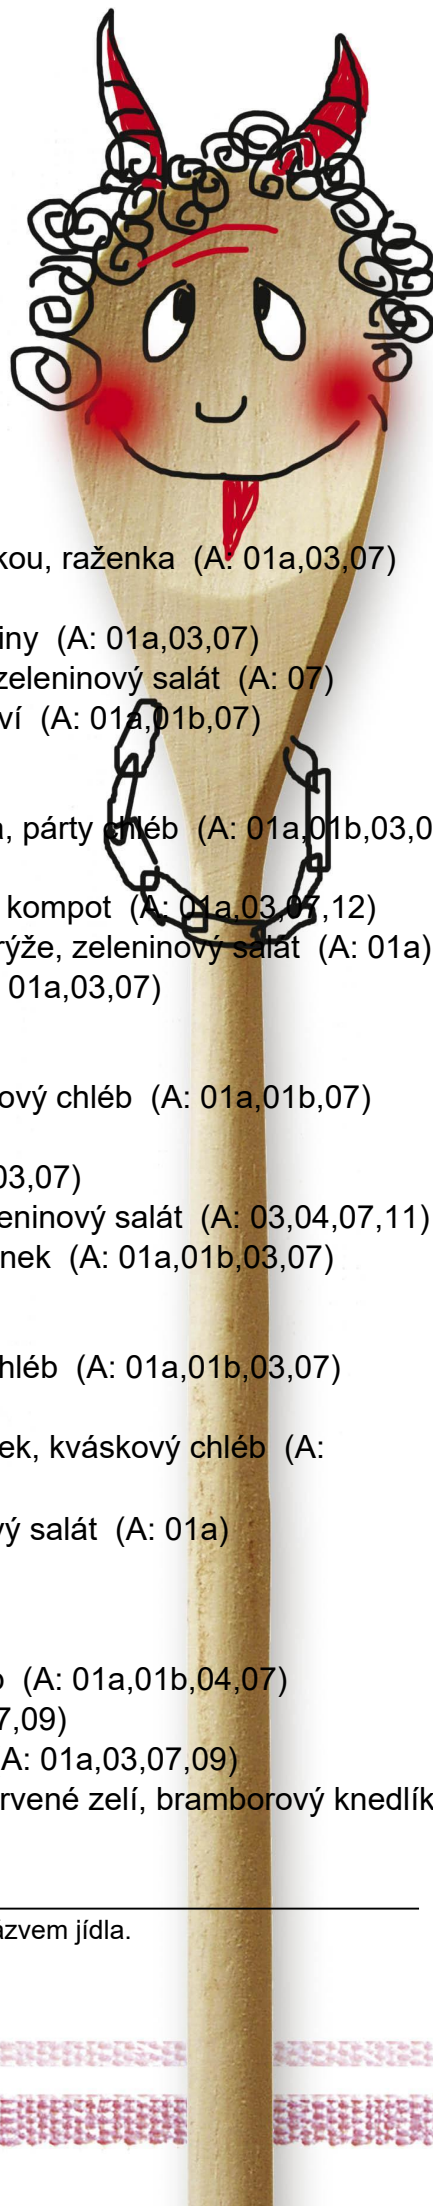 kou, raženka (A: 01a,03,07)
iny (A: 01a,03,07)
zeleninový salát (A: 07)
ví (A: 01a,01b,07)
, párty chléb (A: 01a,01b,03,0
kompot (A: 01a,03,07,12)
rýže, zeleninový salát (A: 01a)
01a,03,07)
ový chléb (A: 01a,01b,07)
03,07)
eninový salát (A: 03,04,07,11)
nek (A: 01a,01b,03,07)
hléb (A: 01a,01b,03,07)
ek, kváskový chléb (A:
vý salát (A: 01a)
(A: 01a,01b,04,07)
7,09)
A: 01a,03,07,09)
rvené zelí, bramborový knedlík
ázvem jídla.